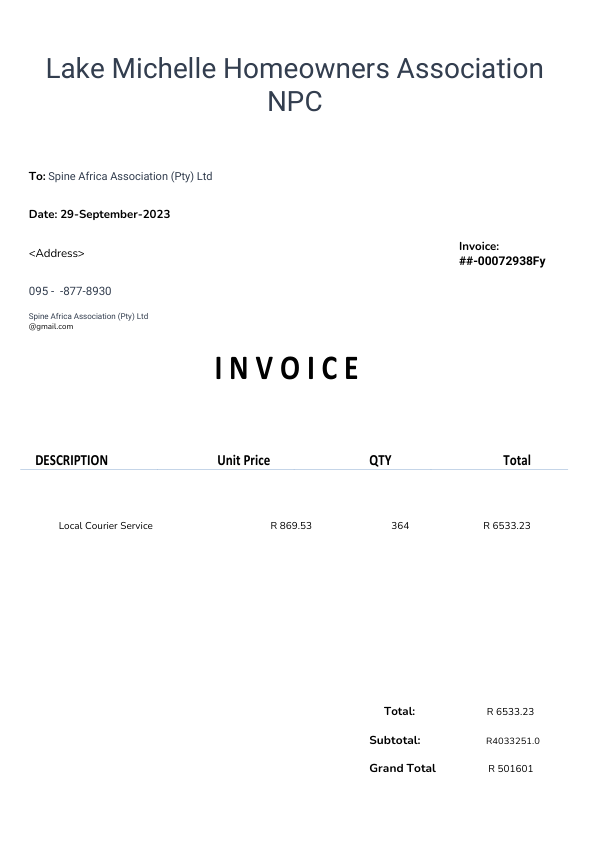 Lake Michelle Homeowners Association
NPC
To: Spine Africa Association (Pty) Ltd
Date: 29-September-2023
Invoice:
##-00072938Fy
<Address>
095 -  -877-8930
Spine Africa Association (Pty) Ltd
@gmail.com
INVOICE
DESCRIPTION Unit Price QTY Total
Local Courier Service R 869.53 364 R 6533.23
Total: R 6533.23
Subtotal: R4033251.0
Grand Total R 501601